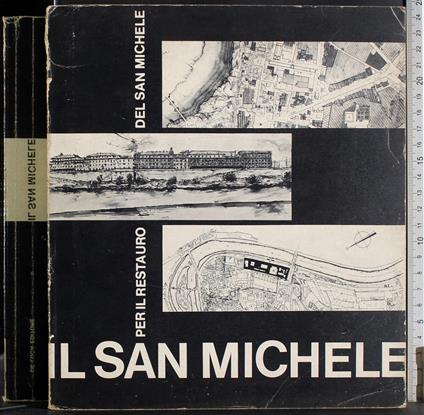 DEL SAN MICHELE
PER IL RESTAURO
IL SAN MICHELE
IL SAN MICHELE